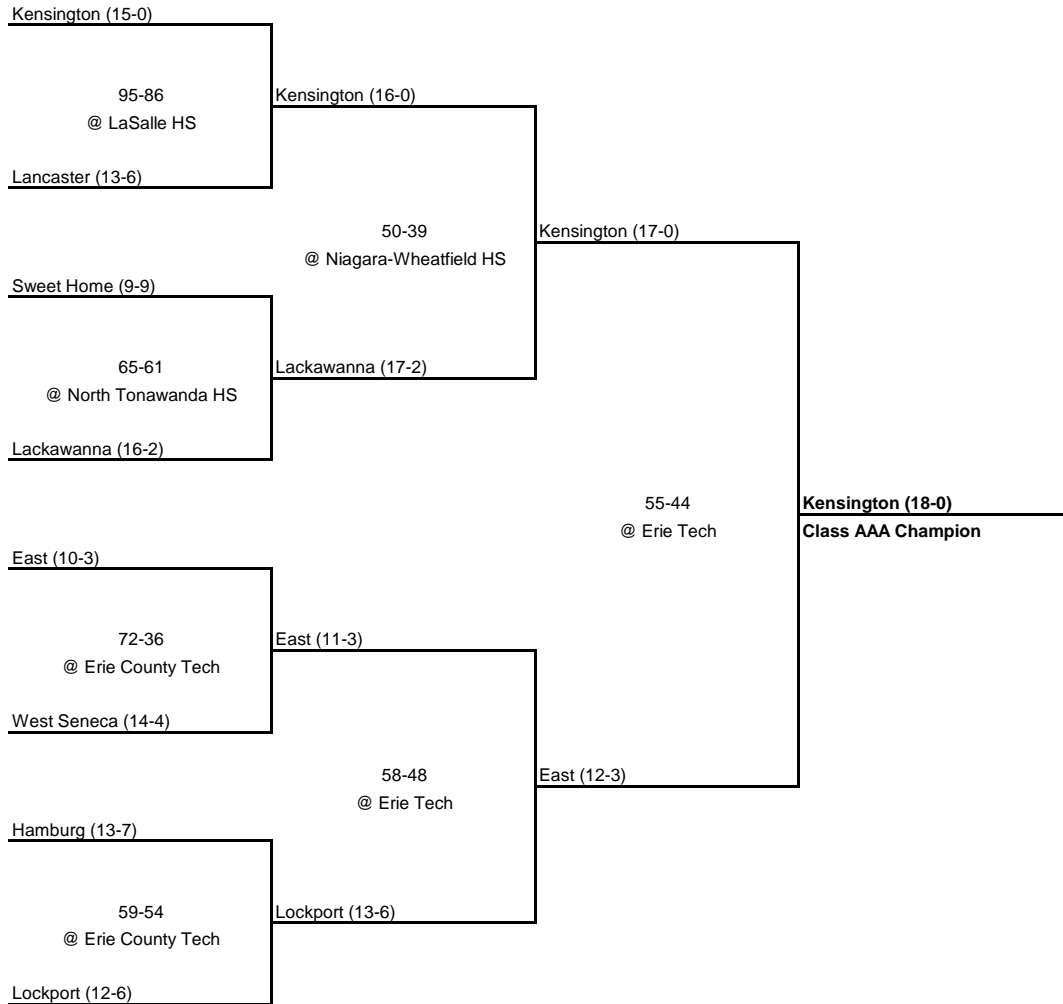 Kensington (15-0)
95-86
@ LaSalle HS
Kensington (16-0)
Lancaster (13-6)
50-39
@ Niagara-Wheatfield HS
Kensington (17-0)
Sweet Home (9-9)
65-61
@ North Tonawanda HS
Lackawanna (17-2)
Lackawanna (16-2)
55-44
@ Erie Tech
Kensington (18-0)
Class AAA Champion
East (10-3)
72-36
@ Erie County Tech
East (11-3)
West Seneca (14-4)
58-48
@ Erie Tech
East (12-3)
Hamburg (13-7)
59-54
@ Erie County Tech
Lockport (13-6)
Lockport (12-6)